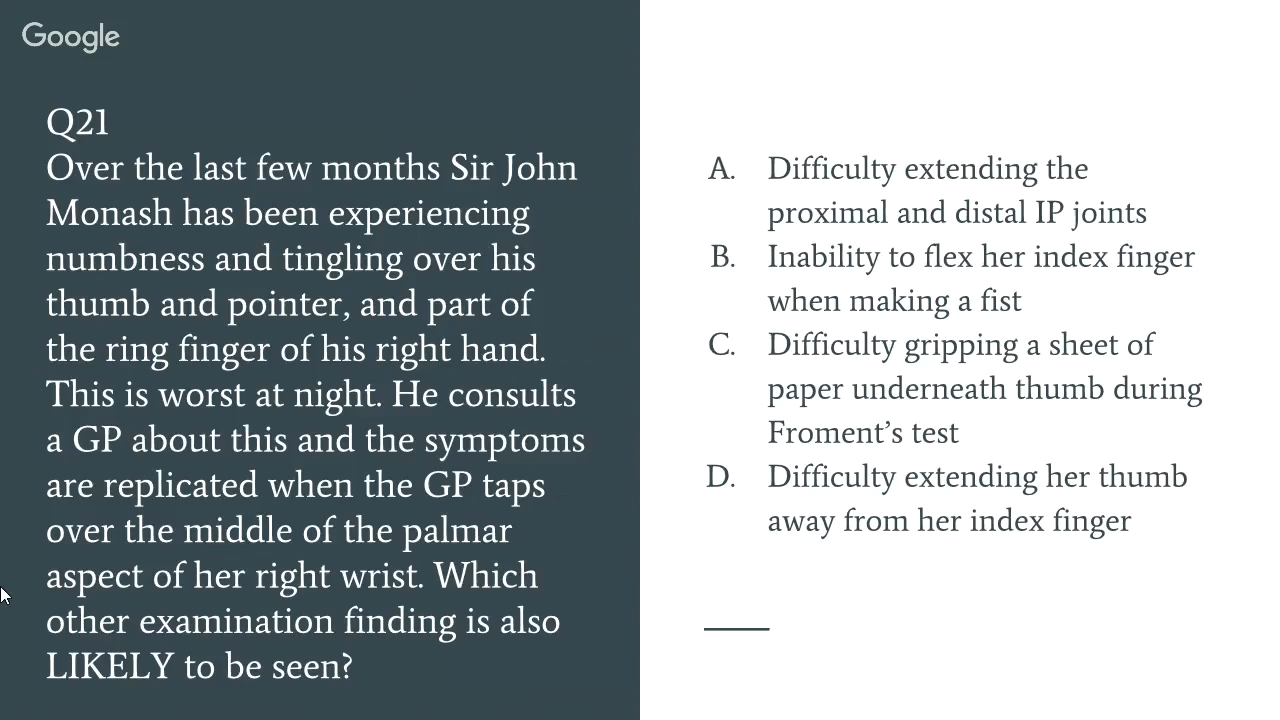 Google
Q21
Over the last few months Sir John
Monash has been experiencing
numbness and tingling over his
thumb and pointer, and part of
the ring finger of his right hand.
This is worst at night. He consults
a GP about this and the symptoms
are replicated when the GP taps
over the middle of the palmar
aspect of her right wrist. Which
other examination finding is also
LIKELY to be seen?
A. Difficulty extending the
proximal and distal IP joints
B. Inability to flex her index finger
when making a fist
C. Difficulty gripping a sheet of
paper underneath thumb during
Froment’s test
D. Difficulty extending her thumb
away from her index finger